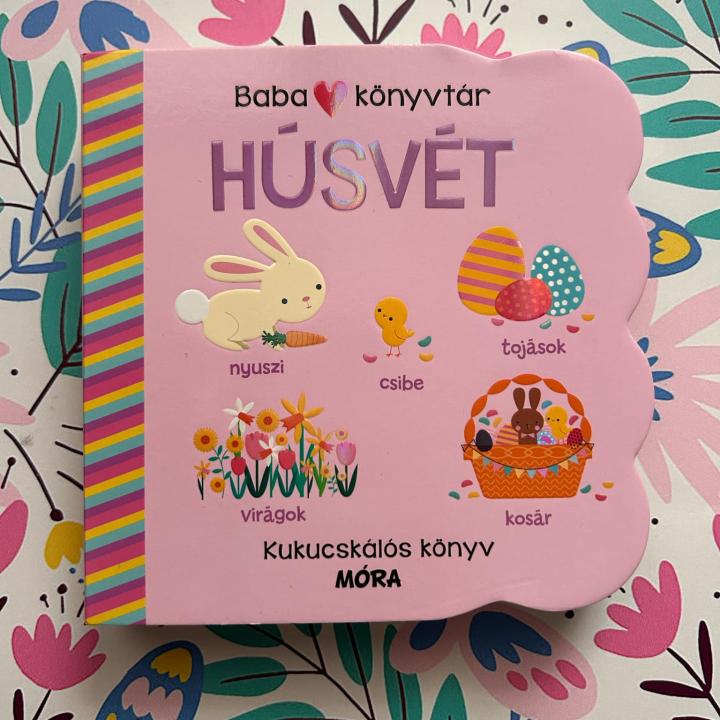 Baba könyvtár
HÚSVÉT
nyuszi
csibe
tojások
virágok
kosár
Kukucskálós könyv
MÓRA